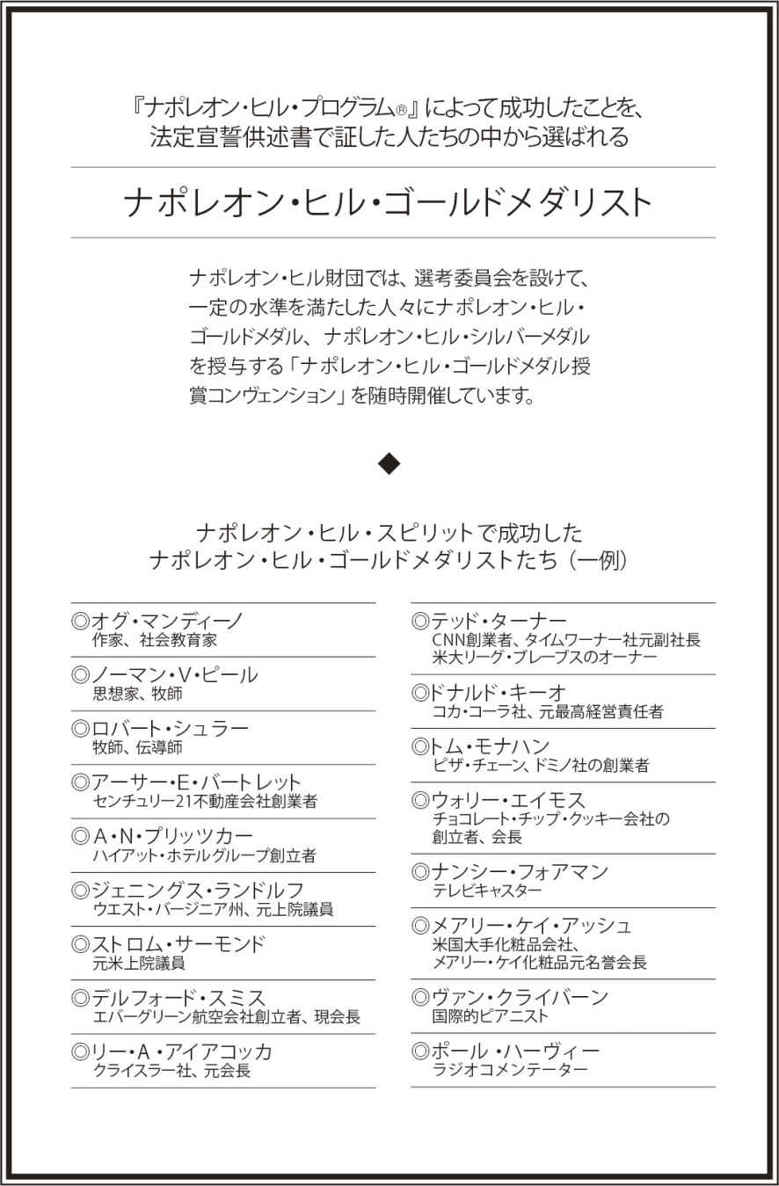 『ナポレオン・ヒル・プログラム®』によって成功したことを、
法定宣誓供述書で証した人たちの中から選ばれる
ナポレオン・ヒル・ゴールドメダリスト
ナポレオン・ヒル財団では、選考委員会を設けて、
一定の水準を満たした人々にナポレオン・ヒル・
ゴールドメダル、ナポレオン・ヒル・シルバーメダル
を授与する「ナポレオン・ヒル・ゴールドメダル授
賞コンヴェンション」を随時開催しています。
◆
ナポレオン・ヒル・スピリットで成功した
ナポレオン・ヒル・ゴールドメダリストたち（一例）
◎オグ・マンディーノ
作家、社会教育家
◎ノーマン・V・ピール
思想家、牧師
◎ロバート・シュラー
牧師、伝導師
◎アーサー・E・バートレット
センチュリー21不動産会社創業者
◎A・N・プリッツカー
ハイアット・ホテルグループ創立者
◎ジェニングス・ランドルフ
ウエスト・バージニア州、元上院議員
◎ストロム・サーモンド
元米上院議員
◎デルフォード・スミス
エバーグリーン航空会社創立者、現会長
◎リー・A・アイアコッカ
クライスラー社、元会長
◎テッド・ターナー
CNN創業者、タイムワーナー社元副社長
米大リーグ・ブレーブスのオーナー
◎ドナルド・キーオ
コカ・コーラ社、元最高経営責任者
◎トム・モナハン
ピザ・チェーン、ドミノ社の創業者
◎ウォリー・エイモス
チョコレート・チップ・クッキー会社の
創立者、会長
◎ナンシー・フォアマン
テレビキャスター
◎メアリー・ケイ・アッシュ
米国大手化粧品会社、
メアリー・ケイ化粧品元名誉会長
◎ヴァン・クライバーン
国際的ピアニスト
◎ポール・ハーヴィー
ラジオコメンテーター